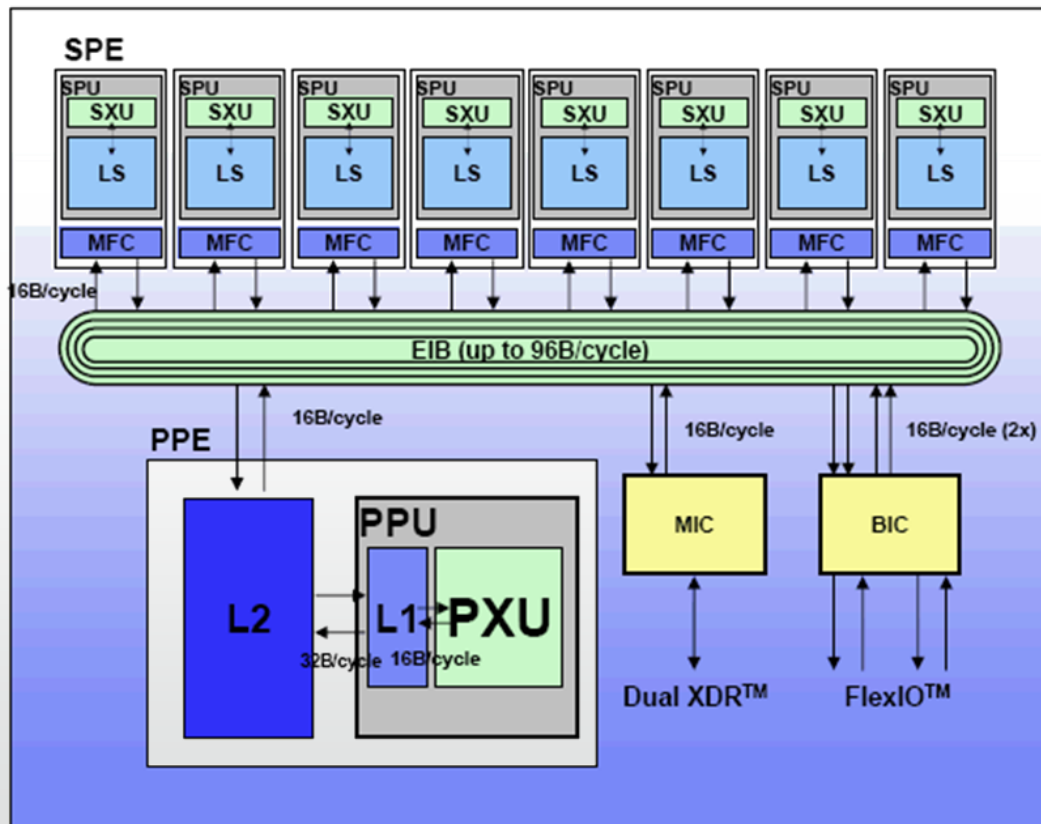 SPE
SPU SPU SPU SPU SPU SPU SPU SPU
SXU SXU SXU SXU SXU SXU SXU SXU
LS LS LS LS LS LS LS LS
MFC MFC MFC MFC MFC MFC MFC MFC
16B/cycle
EIB (up to 96B/cycle)
16B/cycle 16B/cycle 16B/cycle (2x)
PPE
PPU
MIC BIC
L2 L1 PXU
32B/cycle 16B/cycle
Dual XDR™ FlexIO™